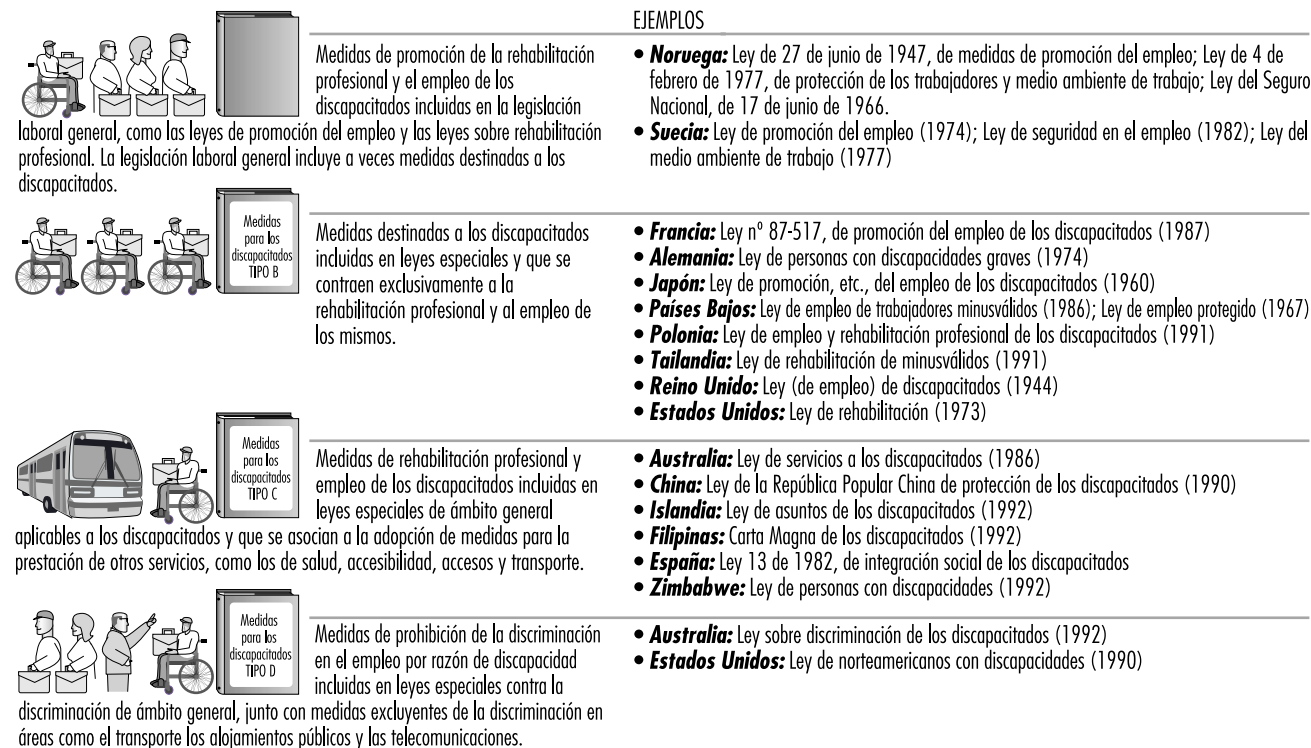 EJEMPLOS
Medidas de promoción de la rehabilitación
profesional y el empleo de los
discapacitados incluidas en la legislación
laboral general, como las leyes de promoción del empleo y las leyes sobre rehabilitación
profesional. La legislación laboral general incluye a veces medidas destinadas a los
discapacitados.
• Noruega: Ley de 27 de junio de 1947, de medidas de promoción del empleo; Ley de 4 de
febrero de 1977, de protección de los trabajadores y medio ambiente de trabajo; Ley del Seguro
Nacional, de 17 de junio de 1966.
• Suecia: Ley de promoción del empleo (1974); Ley de seguridad en el empleo (1982); Ley del
medio ambiente de trabajo (1977)
Medidas
para los
discapacitados
TIPO B
Medidas destinadas a los discapacitados
incluidas en leyes especiales y que se
contraen exclusivamente a la
rehabilitación profesional y al empleo de
los mismos.
• Francia: Ley nº 87-517, de promoción del empleo de los discapacitados (1987)
• Alemania: Ley de personas con discapacidades graves (1974)
• Japón: Ley de promoción, etc., del empleo de los discapacitados (1960)
• Países Bajos: Ley de empleo de trabajadores minusválidos (1986); Ley de empleo protegido (1967)
• Polonia: Ley de empleo y rehabilitación profesional de los discapacitados (1991)
• Tailandia: Ley de rehabilitación de minusválidos (1991)
• Reino Unido: Ley (de empleo) de discapacitados (1944)
• Estados Unidos: Ley de rehabilitación (1973)
Medidas
para los
discapacitados
TIPO C
Medidas de rehabilitación profesional y
empleo de los discapacitados incluidas en
leyes especiales de ámbito general
aplicables a los discapacitados y que se asocian a la adopción de medidas para la
prestación de otros servicios, como los de salud, accesibilidad, accesos y transporte.
• Australia: Ley de servicios a los discapacitados (1986)
• China: Ley de la República Popular China de protección de los discapacitados (1990)
• Islandia: Ley de asuntos de los discapacitados (1992)
• Filipinas: Carta Magna de los discapacitados (1992)
• España: Ley 13 de 1982, de integración social de los discapacitados
• Zimbabwe: Ley de personas con discapacidades (1992)
Medidas
para los
discapacitados
TIPO D
Medidas de prohibición de la discriminación
en el empleo por razón de discapacidad
incluidas en leyes especiales contra la
discriminación de ámbito general, junto con medidas excluyentes de la discriminación en
áreas como el transporte los alojamientos públicos y las telecomunicaciones.
• Australia: Ley sobre discriminación de los discapacitados (1992)
• Estados Unidos: Ley de norteamericanos con discapacidades (1990)